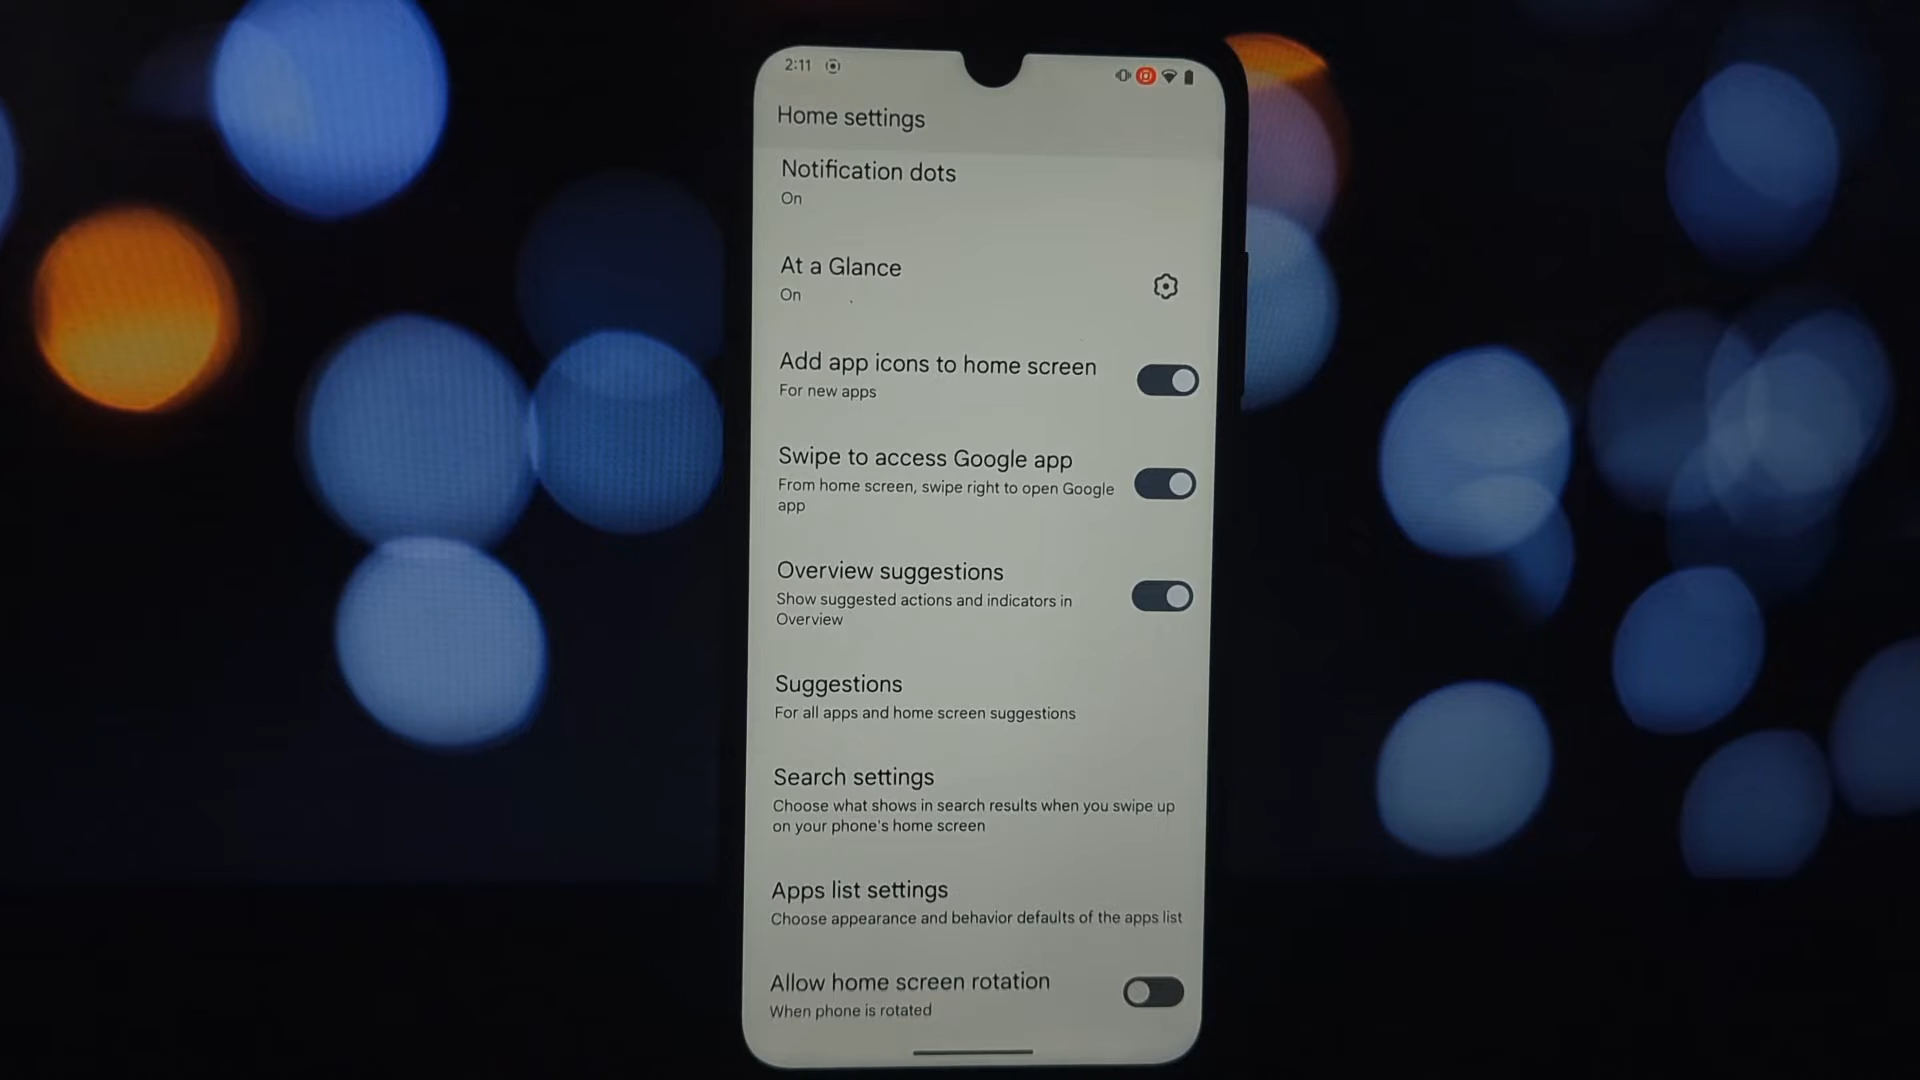 2:11
Home settings
Notification dots
On
At a Glance
On
Add app icons to home screen
For new apps
Swipe to access Google app
From home screen, swipe right to open Google
app
Overview suggestions
Show suggested actions and indicators in
Overview
Suggestions
For all apps and home screen suggestions
Search settings
Choose what shows in search results when you swipe up
on your phone's home screen
Apps list settings
Choose appearance and behavior defaults of the apps list
Allow home screen rotation
When phone is rotated